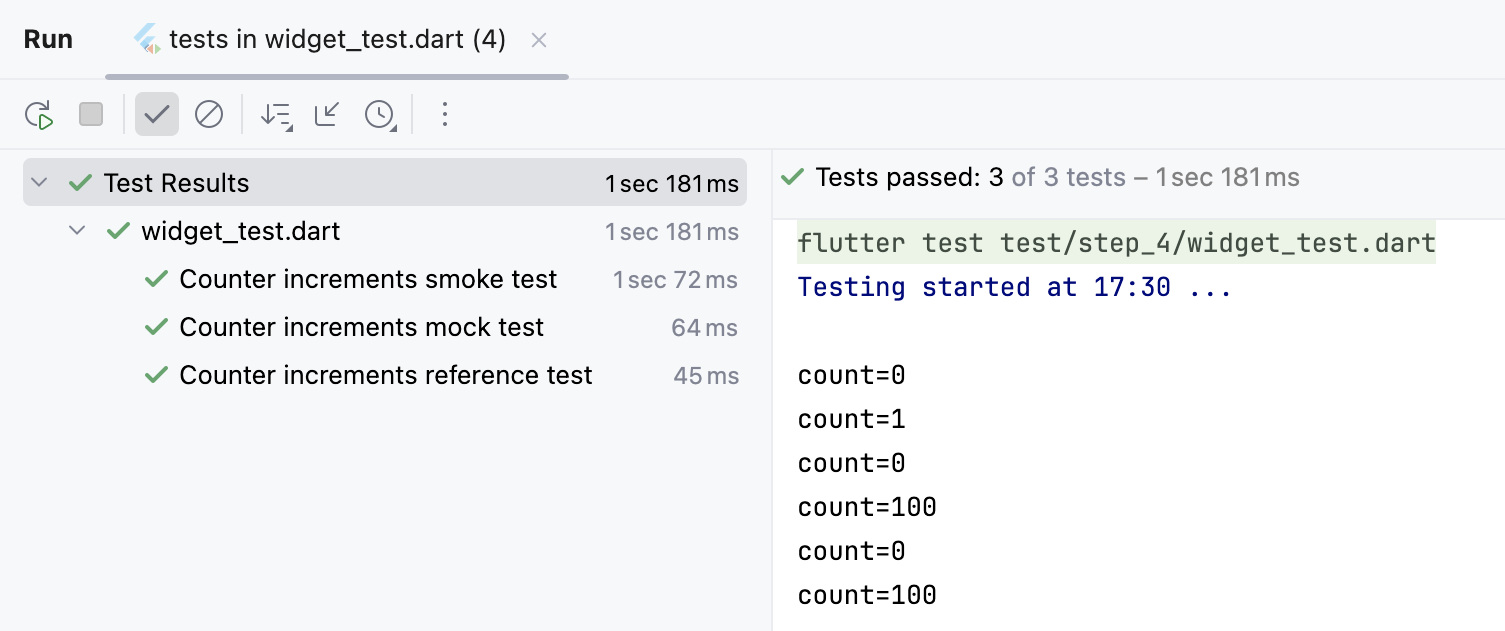 Run tests in widget_test.dart (4)
Test Results 1 sec 181 ms
widget_test.dart 1 sec 181 ms
Counter increments smoke test 1 sec 72 ms
Counter increments mock test 64 ms
Counter increments reference test 45 ms
Tests passed: 3 of 3 tests – 1 sec 181 ms
flutter test test/step_4/widget_test.dart
Testing started at 17:30 ...
count=0
count=1
count=0
count=100
count=0
count=100